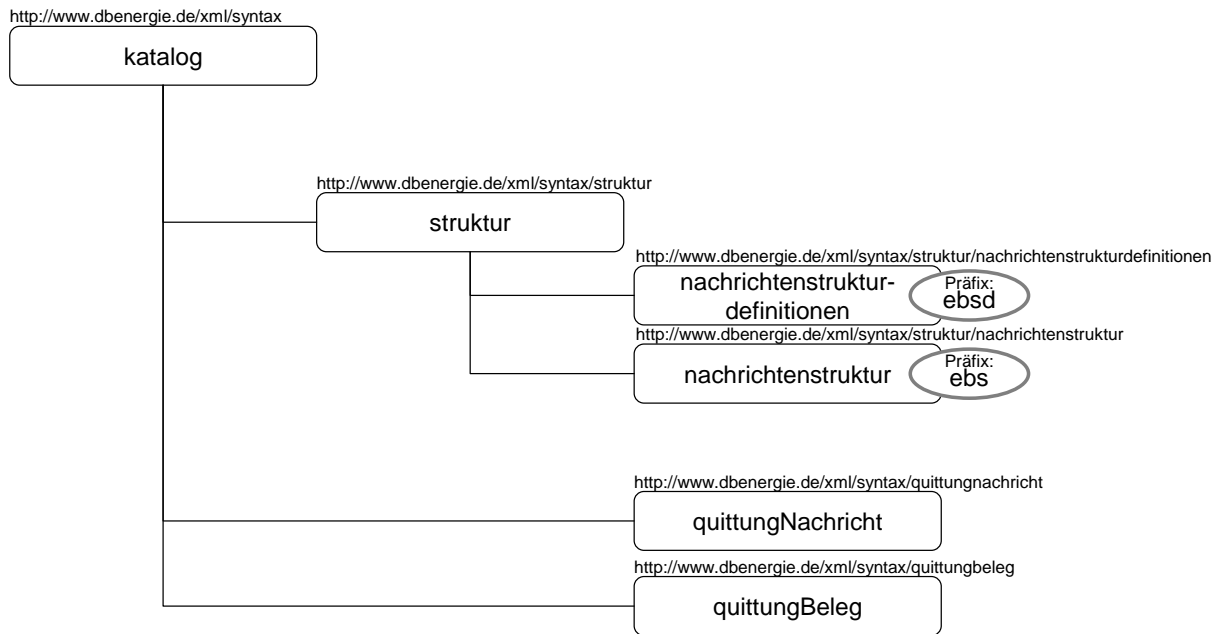 http://www.dbenergie.de/xml/syntax
katalog
http://www.dbenergie.de/xml/syntax/struktur
struktur
http://www.dbenergie.de/xml/syntax/struktur/nachrichtenstrukturdefinitionen
nachrichtenstruktur-
definitionen
Präfix:
ebsd
http://www.dbenergie.de/xml/syntax/struktur/nachrichtenstruktur
nachrichtenstruktur
Präfix:
ebs
http://www.dbenergie.de/xml/syntax/quittungnachricht
quittungNachricht
http://www.dbenergie.de/xml/syntax/quittungbeleg
quittungBeleg